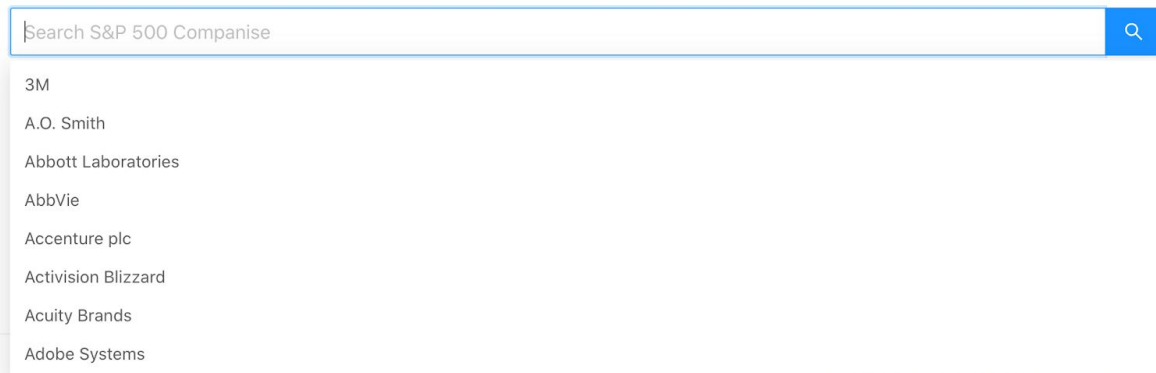 Search S&P 500 Companise
3M
A.O. Smith
Abbott Laboratories
AbbVie
Accenture plc
Activision Blizzard
Acuity Brands
Adobe Systems